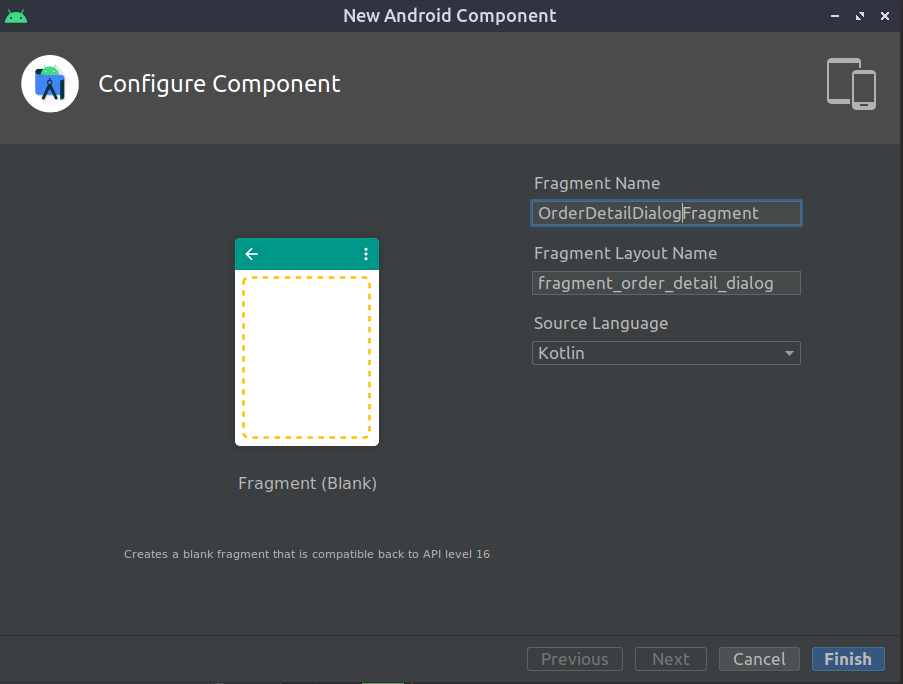 New Android Component
Configure Component
Fragment Name
OrderDetailDialogFragment
Fragment Layout Name
fragment_order_detail_dialog
Source Language
Kotlin
Fragment (Blank)
Creates a blank fragment that is compatible back to API level 16
Previous
Next
Cancel
Finish